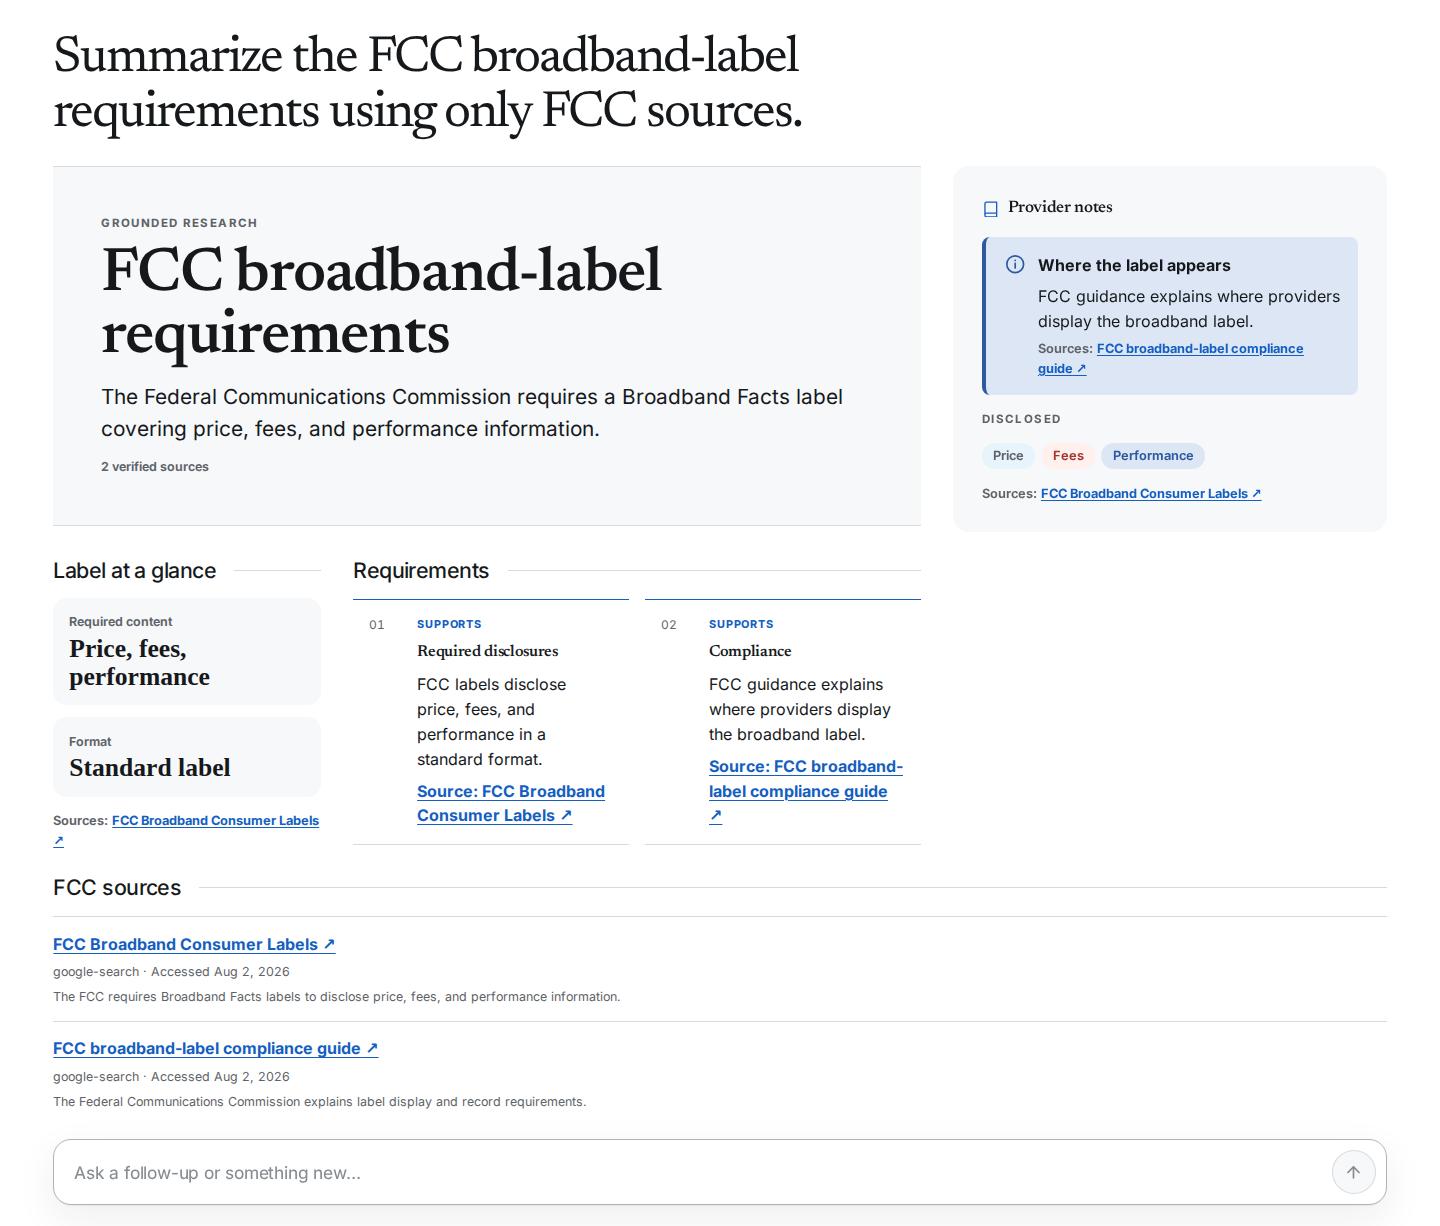 Summarize the FCC broadband-label
requirements using only FCC sources.
GROUNDED RESEARCH
FCC broadband-label
requirements
The Federal Communications Commission requires a Broadband Facts label
covering price, fees, and performance information.
2 verified sources
Provider notes
Where the label appears
FCC guidance explains where providers
display the broadband label.
Sources: FCC broadband-label compliance
guide ↗
DISCLOSED
Price Fees Performance
Sources: FCC Broadband Consumer Labels ↗
Label at a glance
Required content
Price, fees,
performance
Format
Standard label
Sources: FCC Broadband Consumer Labels
↗
Requirements
01
SUPPORTS
Required disclosures
FCC labels disclose
price, fees, and
performance in a
standard format.
Source: FCC Broadband
Consumer Labels ↗
02
SUPPORTS
Compliance
FCC guidance explains
where providers display
the broadband label.
Source: FCC broadband-
label compliance guide
↗
FCC sources
FCC Broadband Consumer Labels ↗
google-search · Accessed Aug 2, 2026
The FCC requires Broadband Facts labels to disclose price, fees, and performance information.
FCC broadband-label compliance guide ↗
google-search · Accessed Aug 2, 2026
The Federal Communications Commission explains label display and record requirements.
Ask a follow-up or something new...